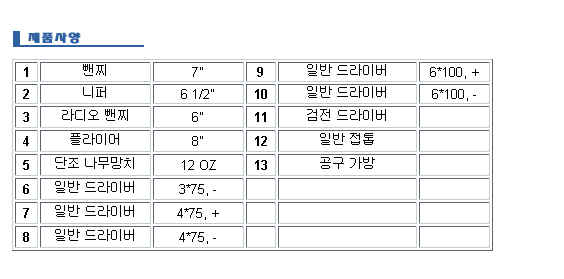 제품사양
1 뺀찌 7" 9 일반 드라이버 6*100, +
2 니퍼 6 1/2" 10 일반 드라이버 6*100, -
3 라디오 뺀찌 6" 11 검전 드라이버
4 플라이어 8" 12 일반 접톱
5 단조 나무망치 12 OZ 13 공구 가방
6 일반 드라이버 3*75, -
7 일반 드라이버 4*75, +
8 일반 드라이버 4*75, -